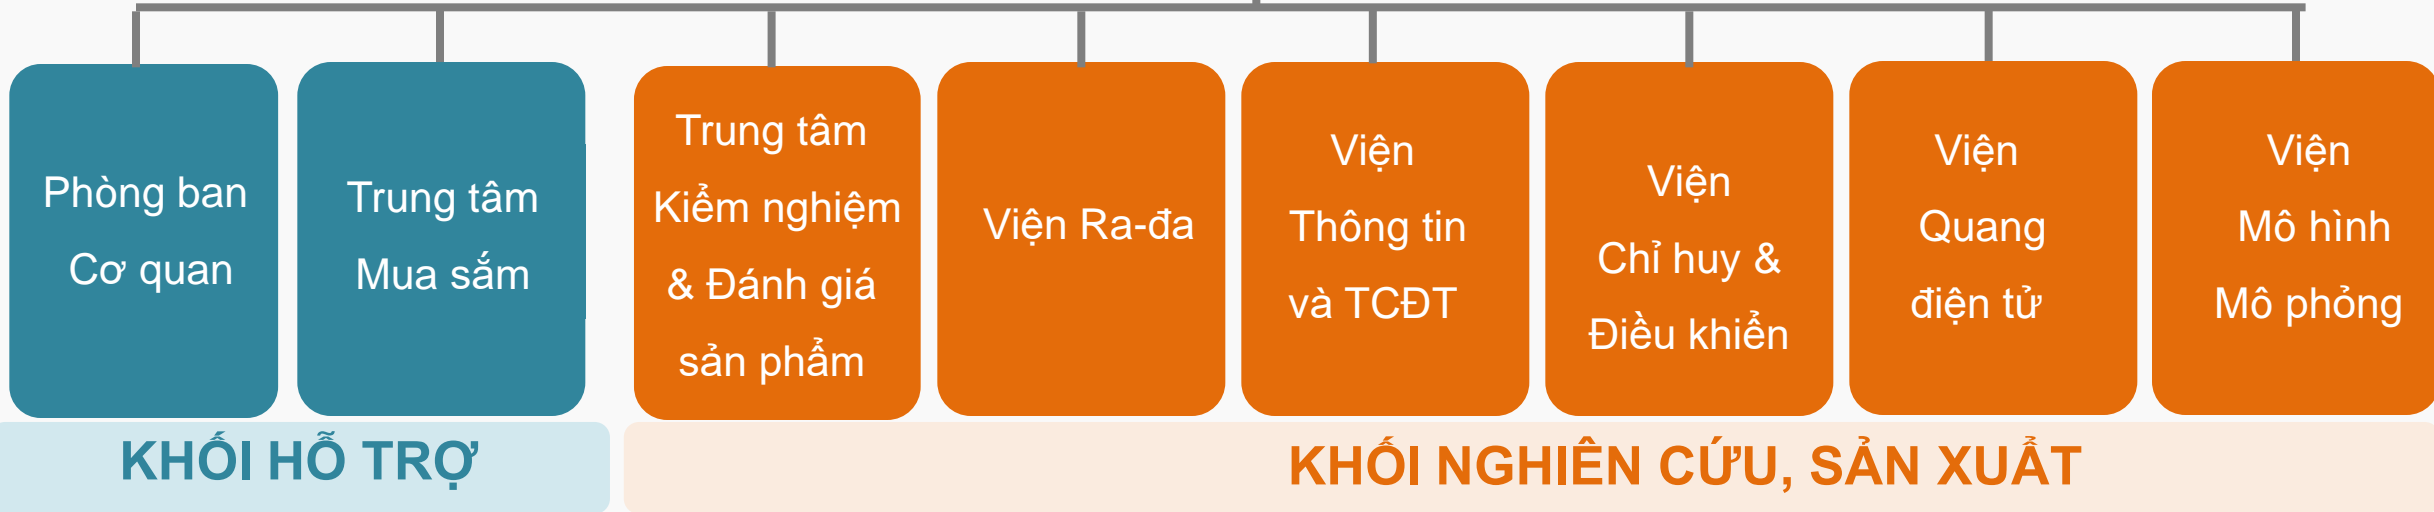 Phòng ban
Cơ quan
Trung tâm
Mua sắm
Trung tâm
Kiểm nghiệm
& Đánh giá
sản phẩm
Viện Ra-đa
Viện
Thông tin
và TCĐT
Viện
Chỉ huy &
Điều khiển
Viện
Quang
điện tử
Viện
Mô hình
Mô phỏng
KHỐI HỖ TRỢ
KHỐI NGHIÊN CỨU, SẢN XUẤT